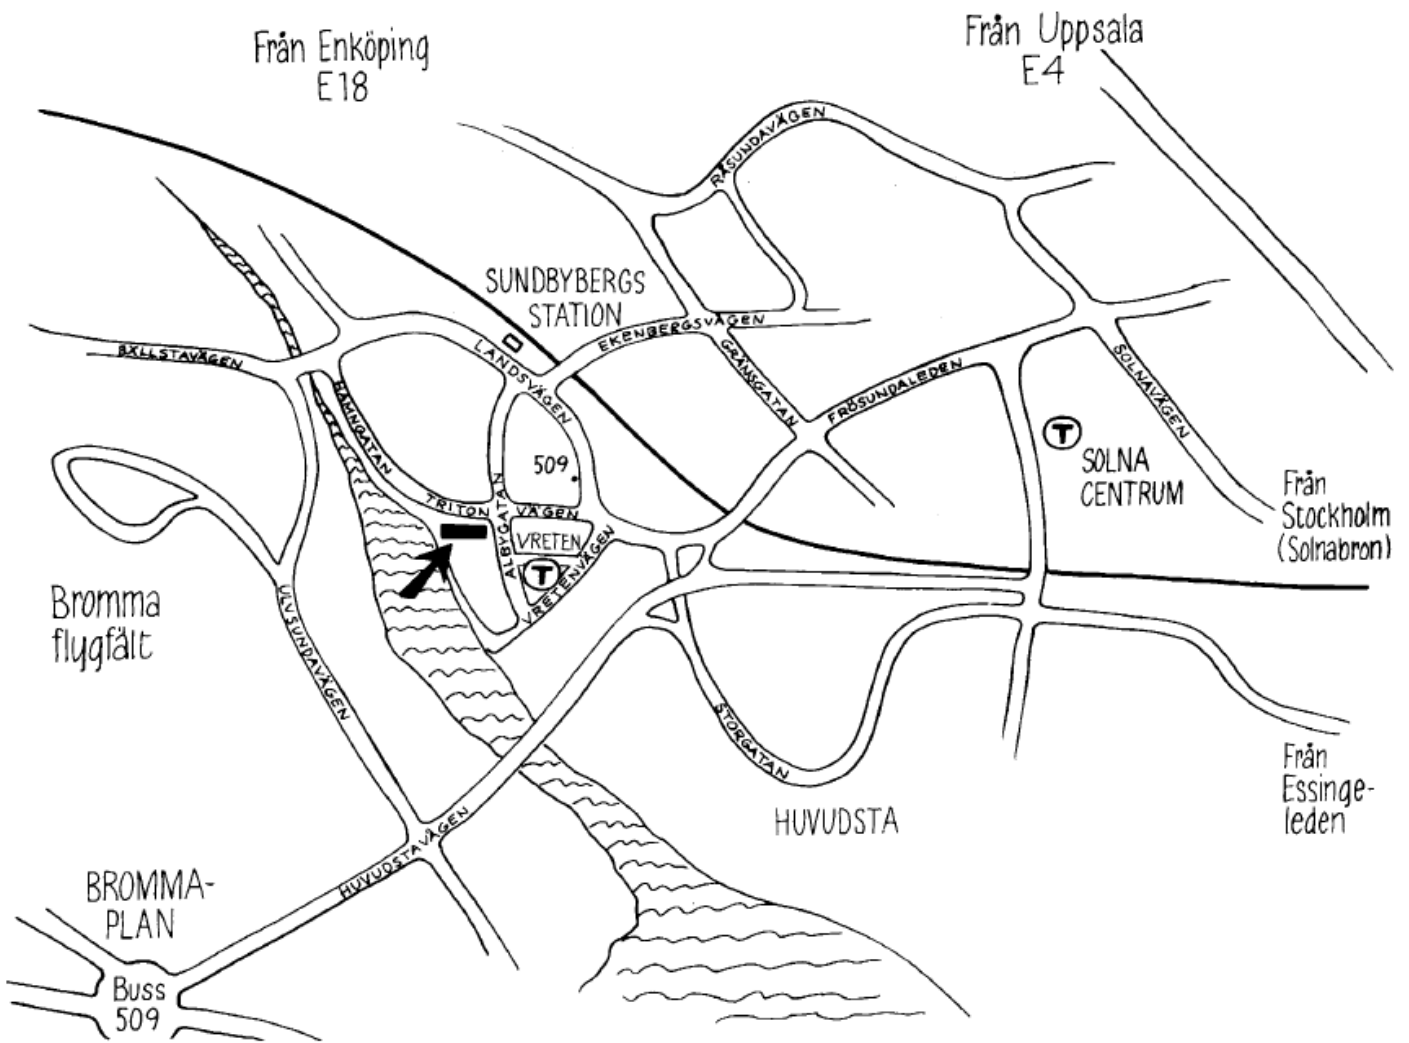 Från Enköping
E18
Från Uppsala
E4
RÅSUNDAVÄGEN
SUNDBYBERGS
STATION
EKENBERGSVÄGEN
BÄLLSTAVÄGEN
LANDSVÄGEN
GRÄNSGATAN
FRÖSUNDALEDEN
SOLNAVÄGEN
HAMNGATAN
T
SOLNA
CENTRUM
509
TRITON
VÄGEN
ALBYGATAN
VRETEN
T
VRETENVÄGEN
Från
Stockholm
(Solnabron)
Bromma
flygfält
ULVSUNDAVÄGEN
STORGATAN
HUVUDSTA
Från
Essinge-
leden
HUVUDSTAVÄGEN
BROMMA-
PLAN
Buss
509